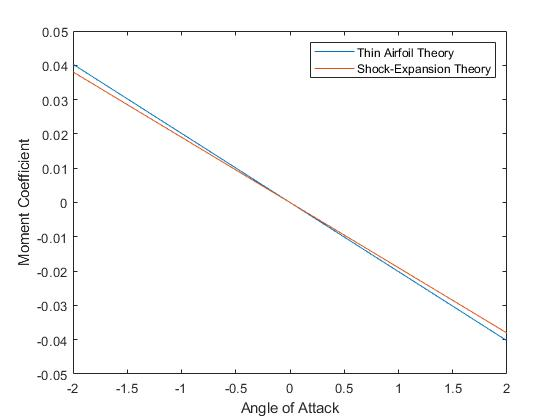 Thin Airfoil Theory
Shock-Expansion Theory
0.05
0.04
0.03
0.02
0.01
0
-0.01
-0.02
-0.03
-0.04
-0.05
Moment Coefficient
-2 -1.5 -1 -0.5 0 0.5 1 1.5 2
Angle of Attack